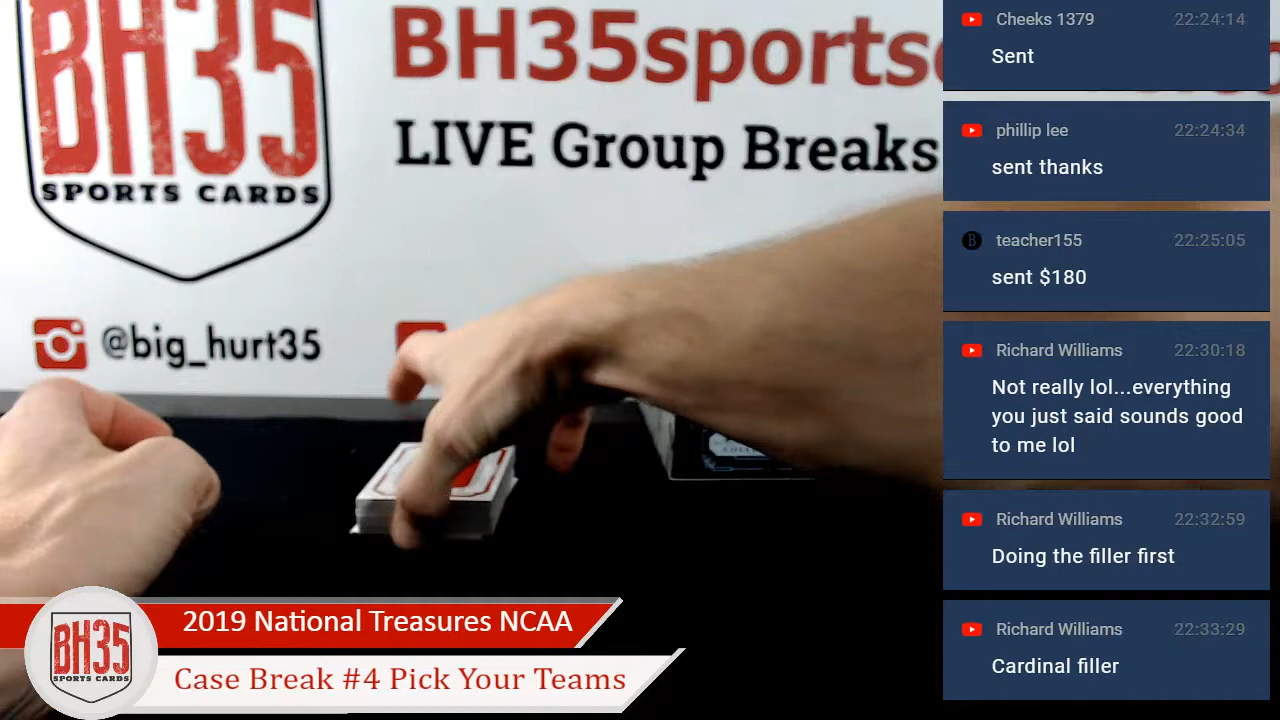 BH35
SPORTS CARDS
BH35sports
LIVE Group Breaks
@big_hurt35
Cheeks 1379 22:24:14
Sent
phillip lee 22:24:34
sent thanks
B teacher155 22:25:05
sent $180
Richard Williams 22:30:18
Not really lol...everything
you just said sounds good
to me lol
Richard Williams 22:32:59
Doing the filler first
Richard Williams 22:33:29
Cardinal filler
2019 National Treasures NCAA
Case Break #4 Pick Your Teams
BH35
SPORTS CARDS